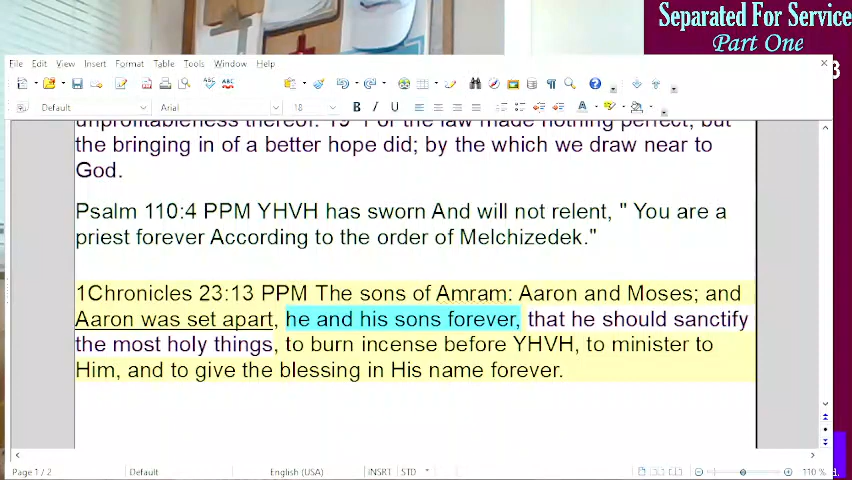 Separated For Service
Part One
3
File Edit View Insert Format Table Tools Window Help
Default Arial 18 B I U A
unprofitableness thereof. 19 For the law made nothing perfect, but
the bringing in of a better hope did; by the which we draw near to
God.
Psalm 110:4 PPM YHVH has sworn And will not relent, " You are a
priest forever According to the order of Melchizedek."
1Chronicles 23:13 PPM The sons of Amram: Aaron and Moses; and
Aaron was set apart, he and his sons forever, that he should sanctify
the most holy things, to burn incense before YHVH, to minister to
Him, and to give the blessing in His name forever.
Page 1 / 2 Default English (USA) INSRT STD 110 %
d.